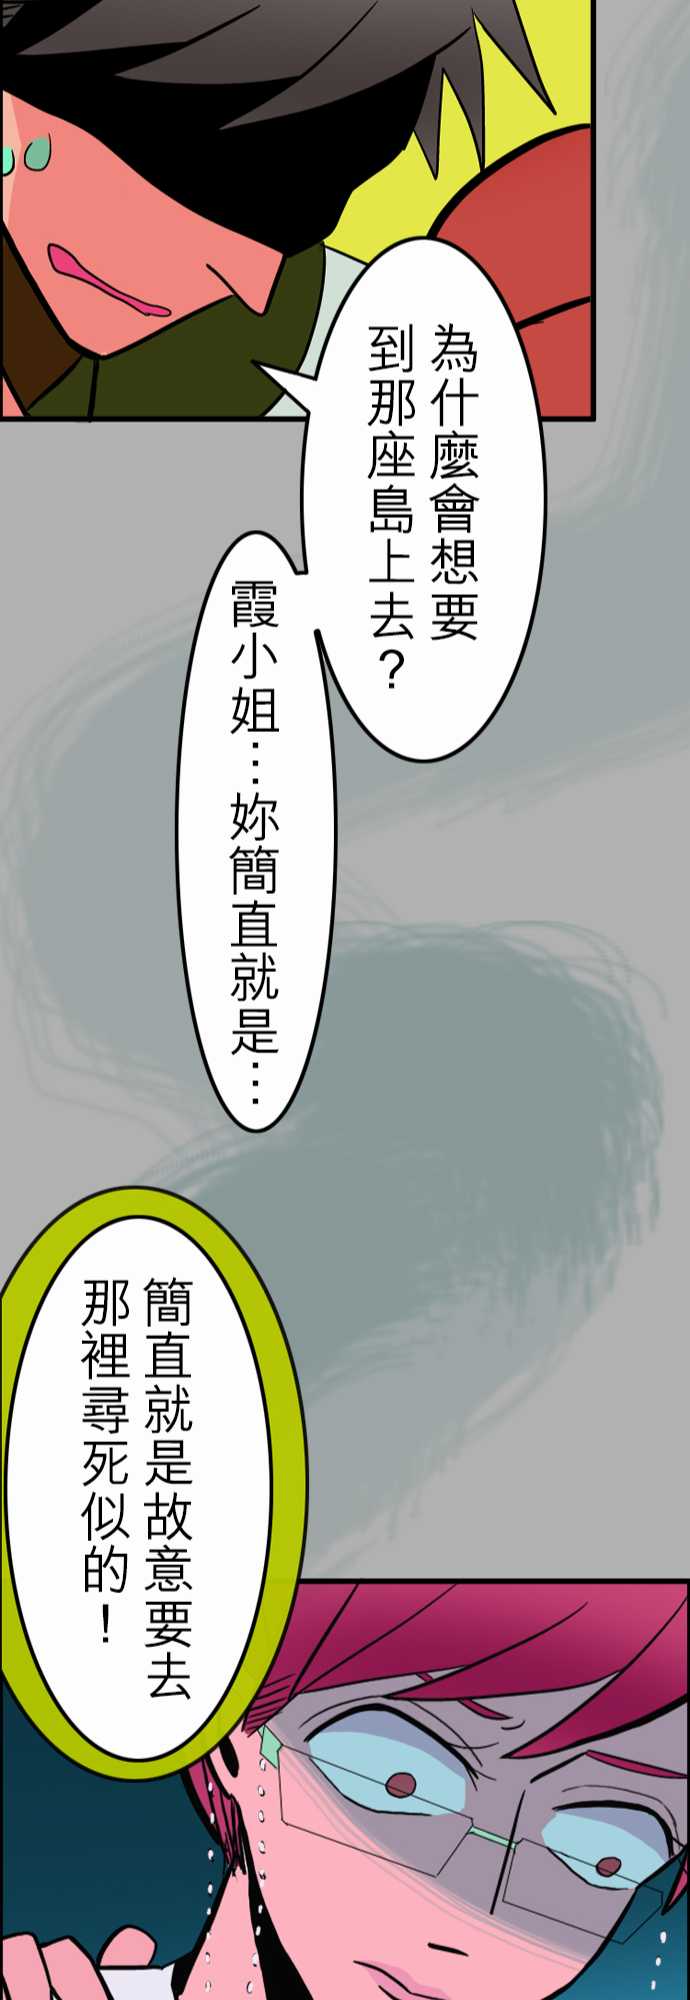 為什麼會想要
到那座島上去?
霞小姐…妳簡直就是…
簡直就是故意要去
那裡尋死似的!